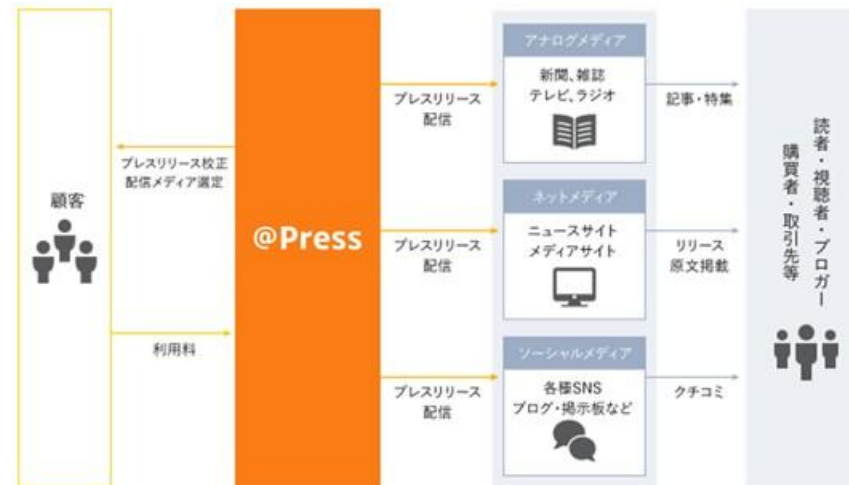 顧客
プレスリリース校正
配信メディア選定
利用料
@Press
プレスリリース
配信
プレスリリース
配信
プレスリリース
配信
アナログメディア
新聞、雑誌
テレビ、ラジオ
ネットメディア
ニュースサイト
メディアサイト
ソーシャルメディア
各種SNS
ブログ・掲示板など
記事・特集
リリース
原文掲載
クチコミ
読者・視聴者・ブロガー
購買者・取引先等